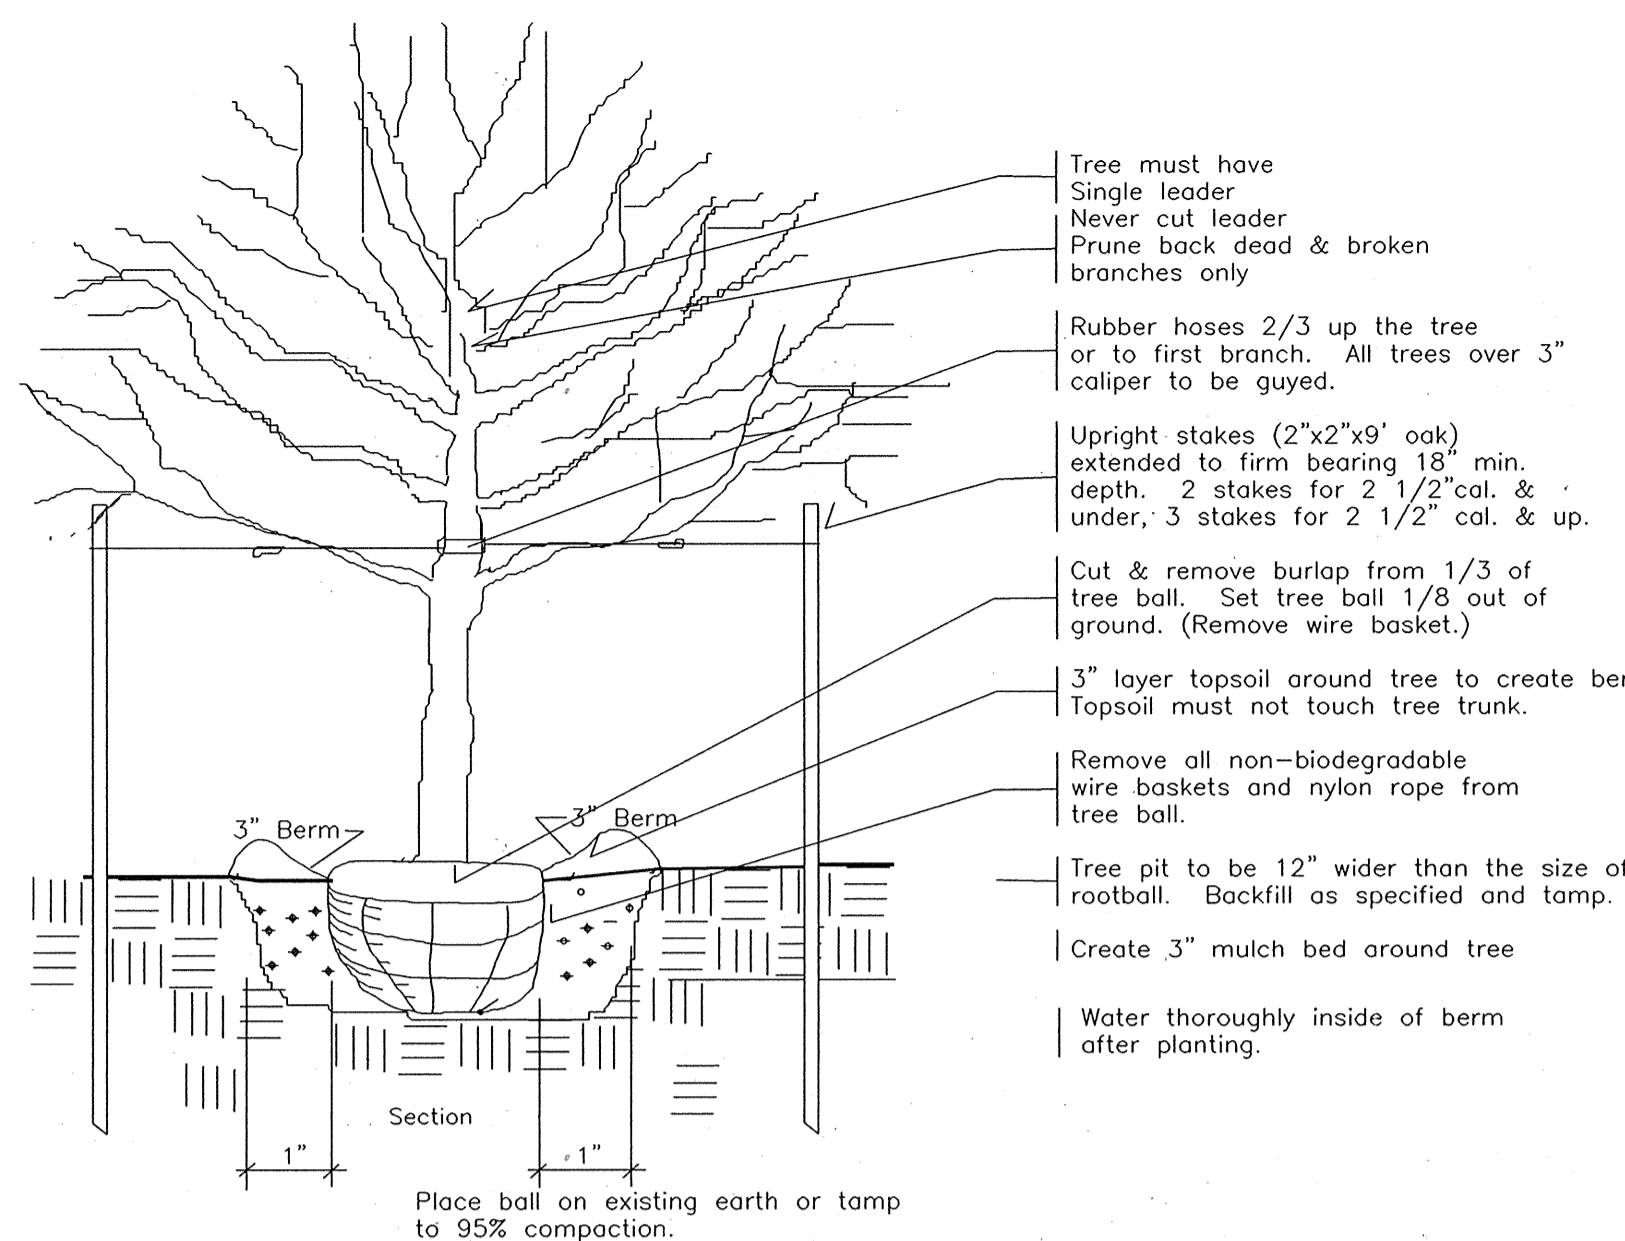 Tree must have
Single leader
Never cut leader
Prune back dead & broken
branches only
Rubber hoses 2/3 up the tree
or to first branch. All trees over 3"
caliper to be guyed.
Upright stakes (2"x2"x9' oak)
extended to firm bearing 18" min.
depth. 2 stakes for 2 1/2"cal. &
under, 3 stakes for 2 1/2" cal. & up.
Cut & remove burlap from 1/3 of
tree ball. Set tree ball 1/8 out of
ground. (Remove wire basket.)
3" layer topsoil around tree to create
Topsoil must not touch tree trunk.
Remove all non-biodegradable
wire baskets and nylon rope from
tree ball.
Tree pit to be 12" wider than the size of
rootball. Backfill as specified and tamp.
Create 3" mulch bed around tree
Water thoroughly inside of berm
after planting.
3" Berm
3" Berm
Section
1"
1"
Place ball on existing earth or tamp
to 95% compaction.